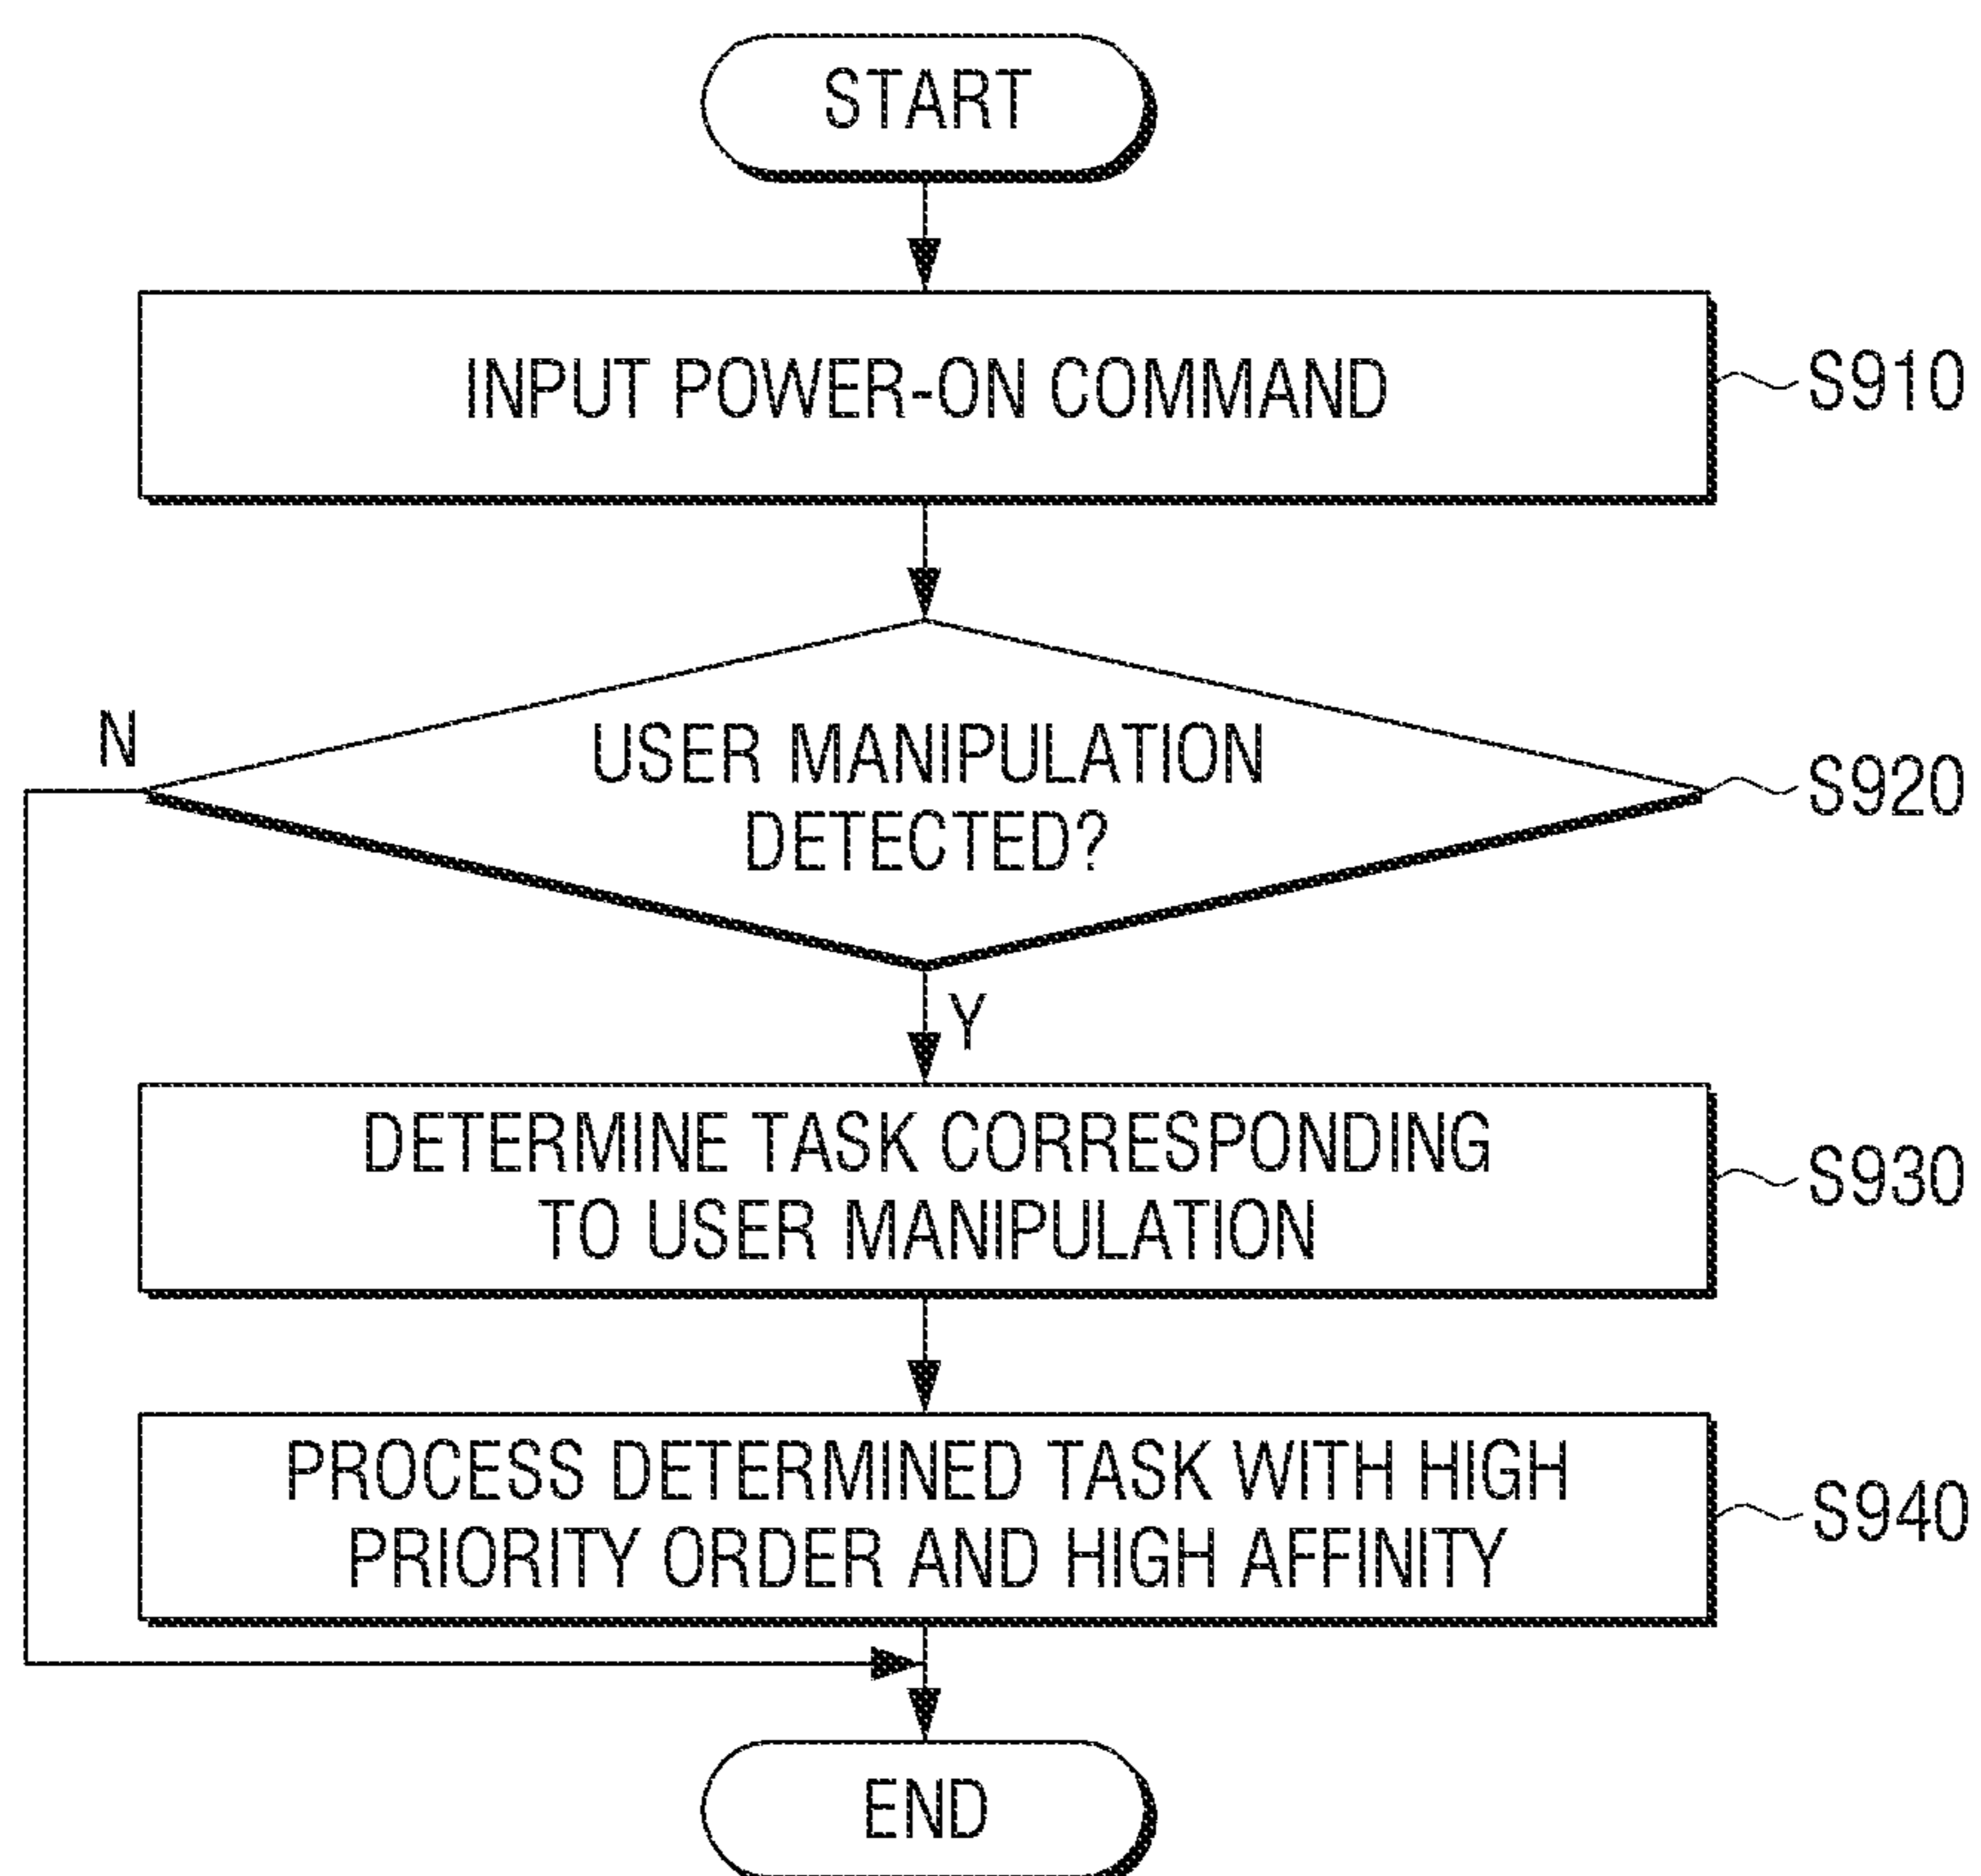 START
INPUT POWER-ON COMMAND
S910
N
USER MANIPULATION
DETECTED?
S920
Y
DETERMINE TASK CORRESPONDING
TO USER MANIPULATION
S930
PROCESS DETERMINED TASK WITH HIGH
PRIORITY ORDER AND HIGH AFFINITY
S940
END